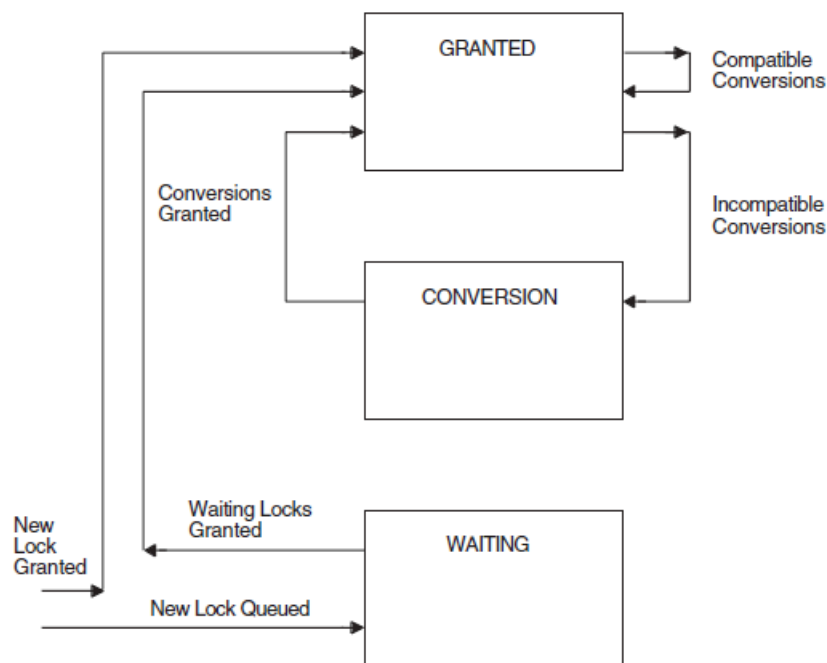 GRANTED
Compatible
Conversions
Conversions
Granted
Incompatible
Conversions
CONVERSION
Waiting Locks
Granted
New
Lock
Granted
WAITING
New Lock Queued